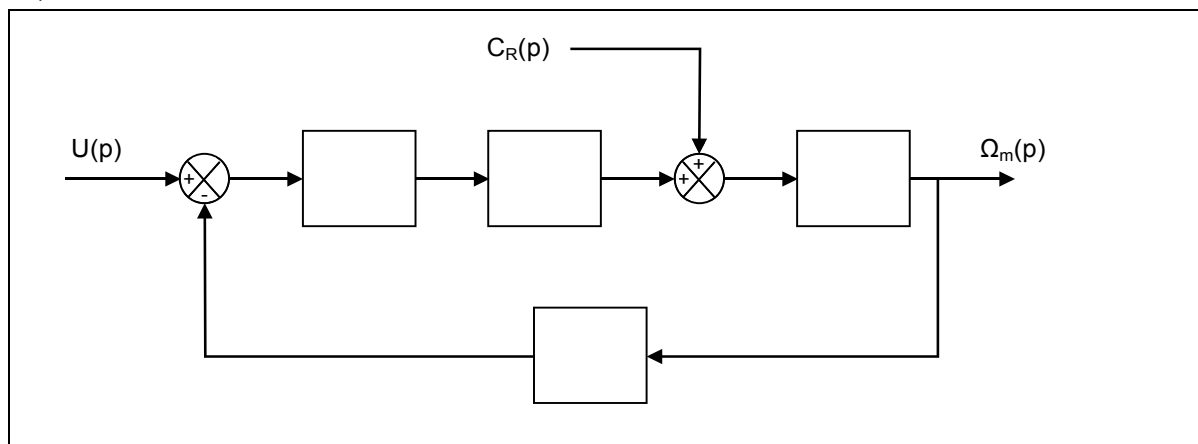 C_R(p)
U(p)
Ω_m(p)
+
-
+
+